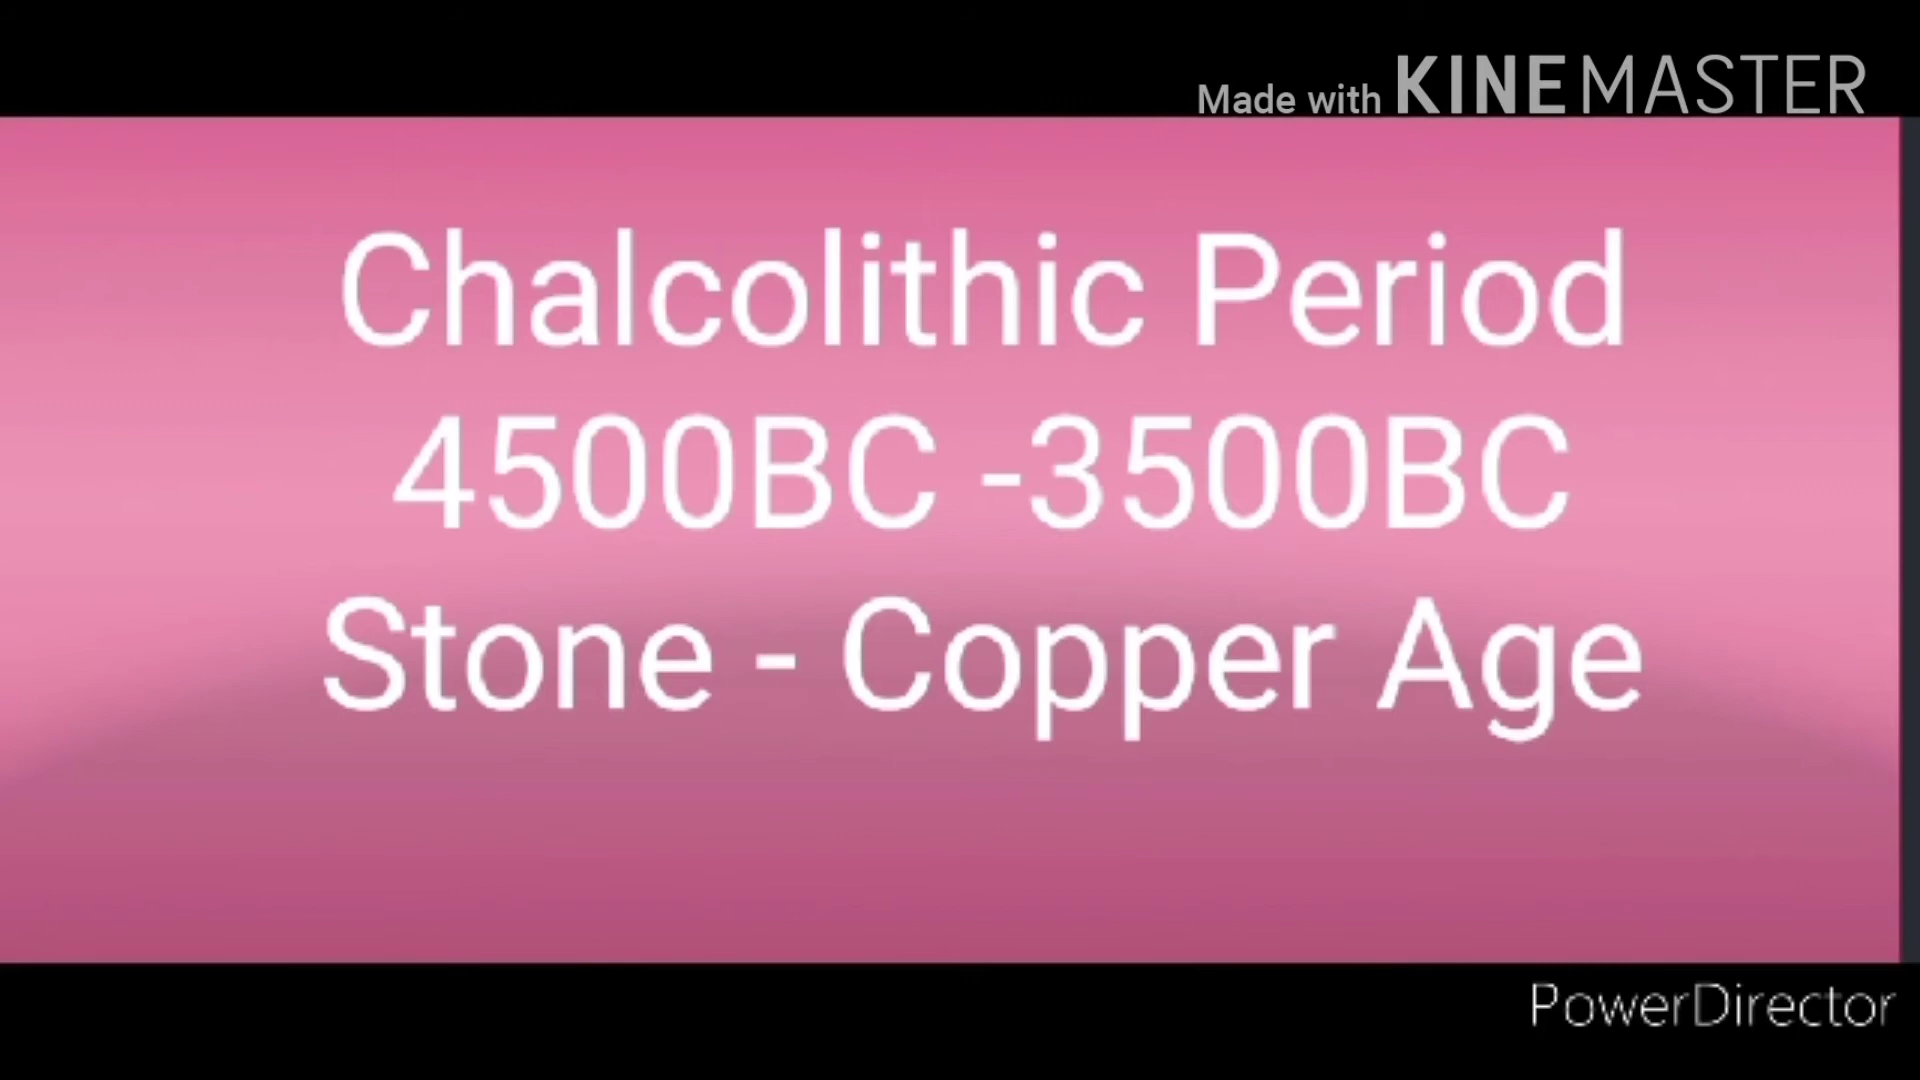 Made with KINEMASTER
Chalcolithic Period
4500BC -3500BC
Stone - Copper Age
PowerDirector